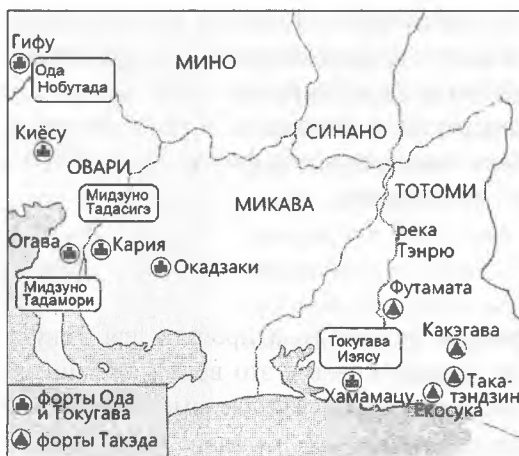 Гифу
Ода
Нобутада
МИНО
Киёсу
СИНАНО
ОВАРИ
Мидзуно
Тадасигэ
МИКАВА
ТОТОМИ
река
Тэнрю
Огава
Кария
Окадзаки
Мидзуно
Тадамори
Футамата
Токугава
Иэясу
Какэгава
Хамамацу
Така-
тэндзин
Ёкосука
форты Ода
и Токугава
форты Такэда